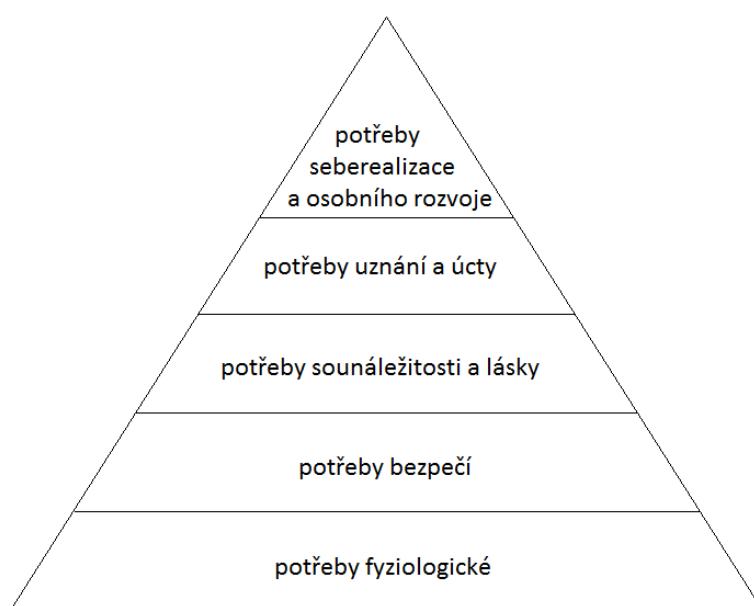 potřeby
seberealizace
a osobního rozvoje
potřeby uznání a úcty
potřeby sounáležitosti a lásky
potřeby bezpečí
potřeby fyziologické